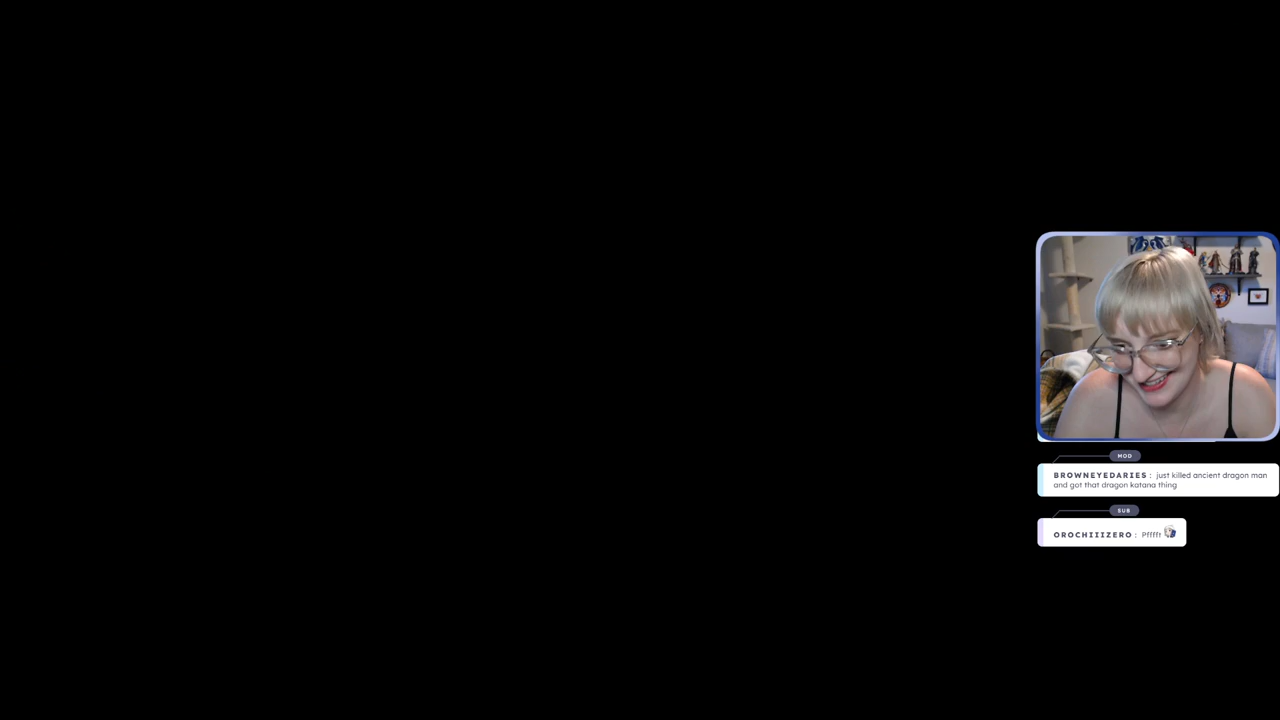 MOD
BROWNEYEDARIES : just killed ancient dragon man
and got that dragon katana thing
SUB
OROCHIIIZERO : Pfffft